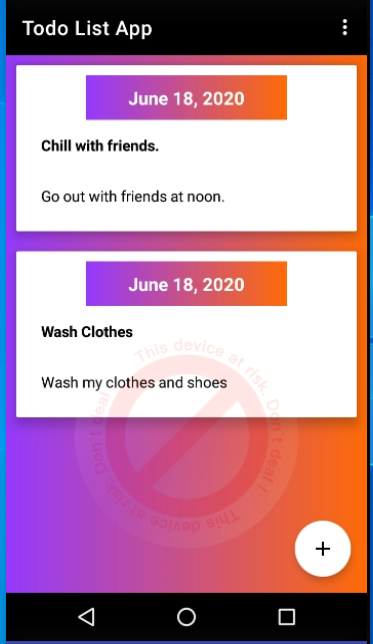 Todo List App
June 18, 2020
Chill with friends.
Go out with friends at noon.
June 18, 2020
Wash Clothes
Wash my clothes and shoes
This device at risk. Don't deal !
This device at risk. Don't deal